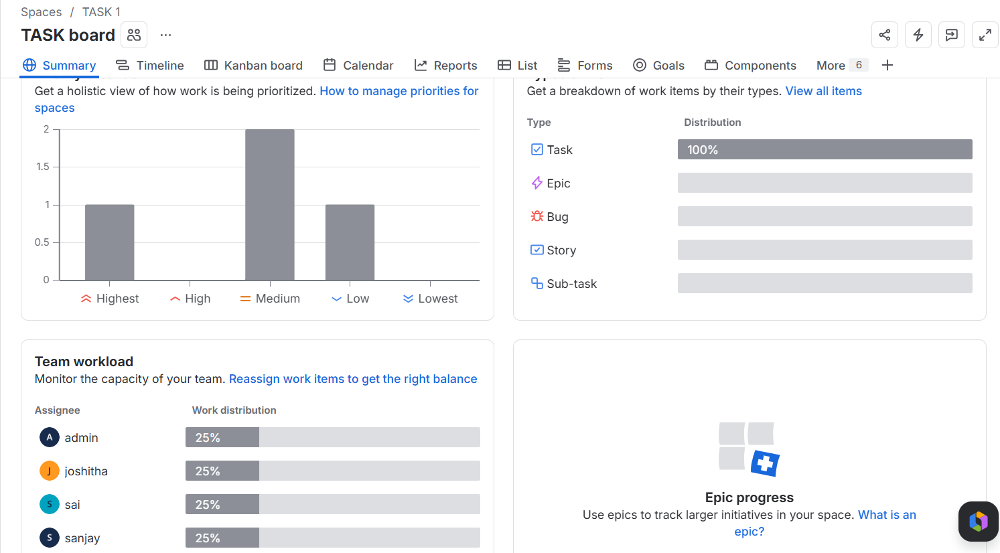 Spaces / TASK 1
TASK board
Summary
Timeline
Kanban board
Calendar
Reports
List
Forms
Goals
Components
More 6
Get a holistic view of how work is being prioritized. How to manage priorities for
spaces
2
1.5
1
0.5
0
Highest
High
Medium
Low
Lowest
Get a breakdown of work items by their types. View all items
Type Distribution
Task 100%
Epic
Bug
Story
Sub-task
Team workload
Monitor the capacity of your team. Reassign work items to get the right balance
Assignee Work distribution
A admin 25%
J joshitha 25%
S sai 25%
S sanjay 25%
Epic progress
Use epics to track larger initiatives in your space. What is an
epic?